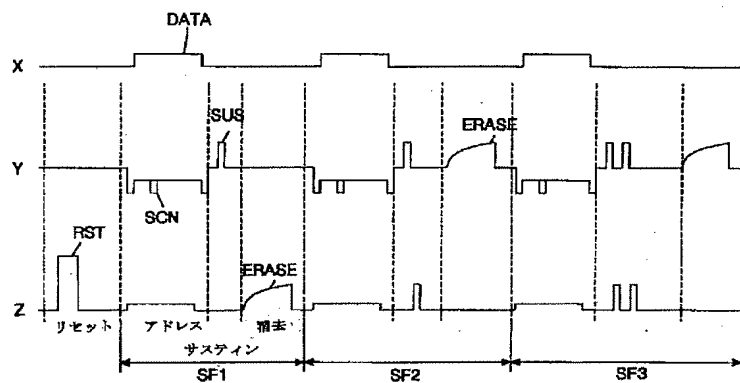 DATA
X
SUS
ERASE
Y
SCN
RST
ERASE
Z
リセット アドレス 消去
サスティン
SF1 SF2 SF3